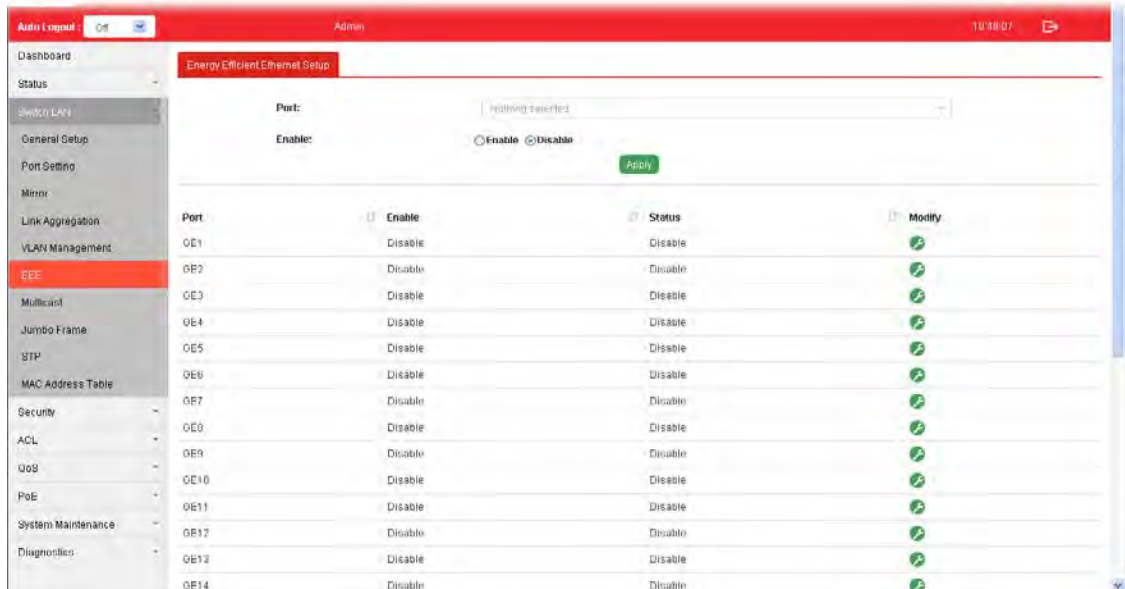 Auto Logout : Off Admin 10:48:07
Dashboard
Status
Switch LAN
General Setup
Port Setting
Mirror
Link Aggregation
VLAN Management
EEE
Multicast
Jumbo Frame
STP
MAC Address Table
Security
ACL
QoS
PoE
System Maintenance
Diagnostics
Energy Efficient Ethernet Setup
Port: Nothing selected
Enable: Enable Disable
Apply
Port Enable Status Modify
GE1 Disable Disable
GE2 Disable Disable
GE3 Disable Disable
GE4 Disable Disable
GE5 Disable Disable
GE6 Disable Disable
GE7 Disable Disable
GE8 Disable Disable
GE9 Disable Disable
GE10 Disable Disable
GE11 Disable Disable
GE12 Disable Disable
GE13 Disable Disable
GE14 Disable Disable